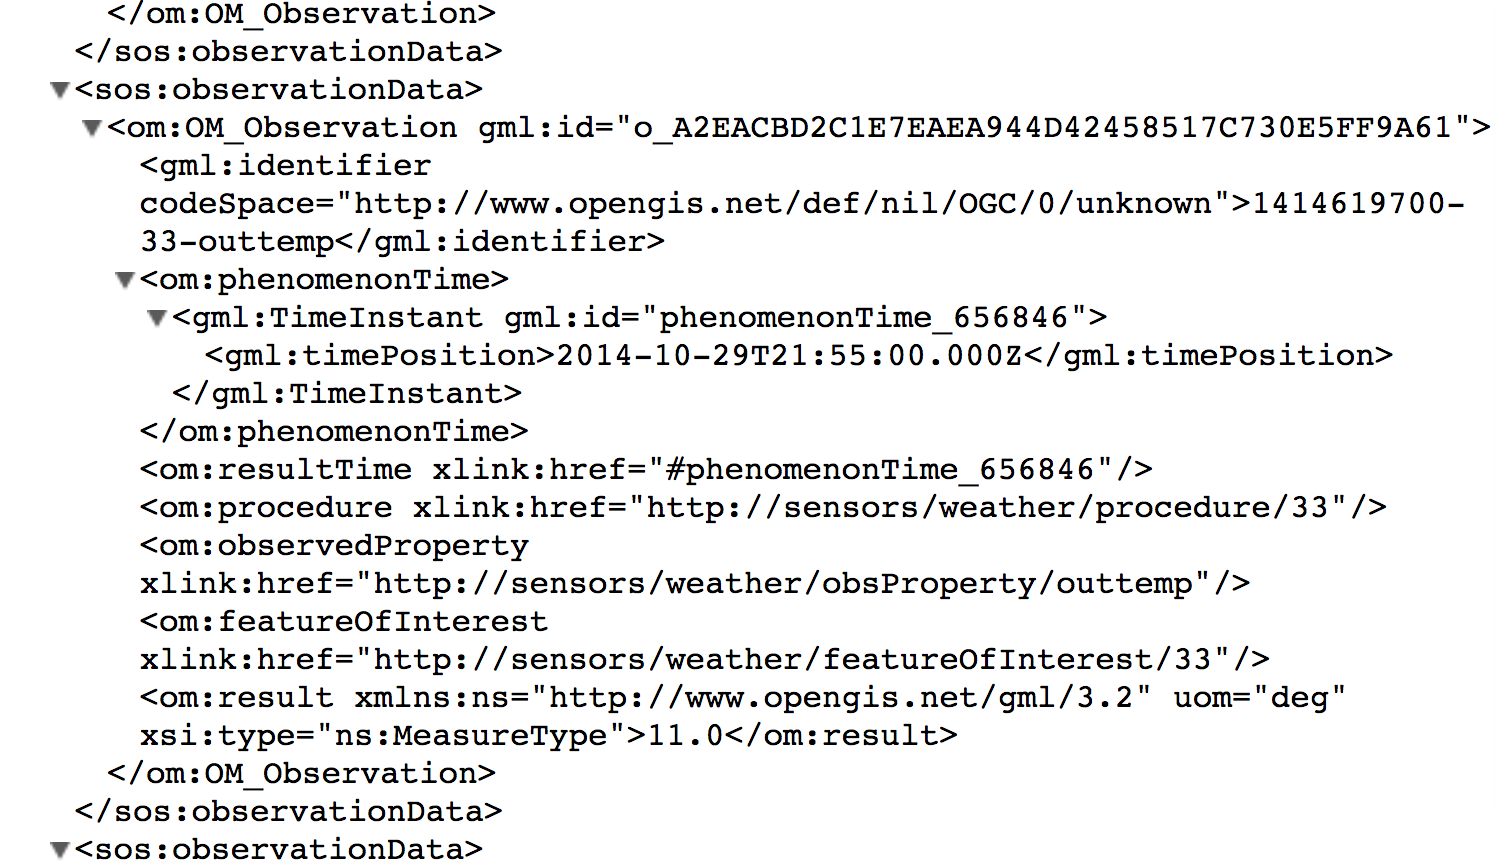 </om:OM_Observation>
</sos:observationData>
<sos:observationData>
<om:OM_Observation gml:id="o_A2EACBD2C1E7EAEA944D42458517C730E5FF9A61">
<gml:identifier
codeSpace="http://www.opengis.net/def/nil/OGC/0/unknown">1414619700-
33-outtemp</gml:identifier>
<om:phenomenonTime>
<gml:TimeInstant gml:id="phenomenonTime_656846">
<gml:timePosition>2014-10-29T21:55:00.000Z</gml:timePosition>
</gml:TimeInstant>
</om:phenomenonTime>
<om:resultTime xlink:href="#phenomenonTime_656846"/>
<om:procedure xlink:href="http://sensors/weather/procedure/33"/>
<om:observedProperty
xlink:href="http://sensors/weather/obsProperty/outtemp"/>
<om:featureOfInterest
xlink:href="http://sensors/weather/featureOfInterest/33"/>
<om:result xmlns:ns="http://www.opengis.net/gml/3.2" uom="deg"
xsi:type="ns:MeasureType">11.0</om:result>
</om:OM_Observation>
</sos:observationData>
<sos:observationData>